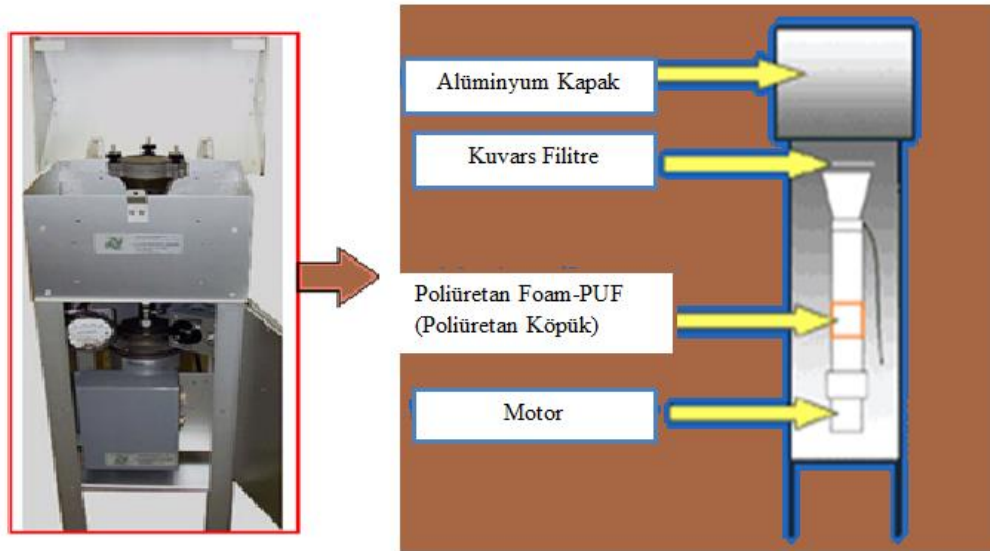 Alüminyum Kapak
Kuvars Filitre
Poliüretan Foam-PUF
(Poliüretan Köpük)
Motor